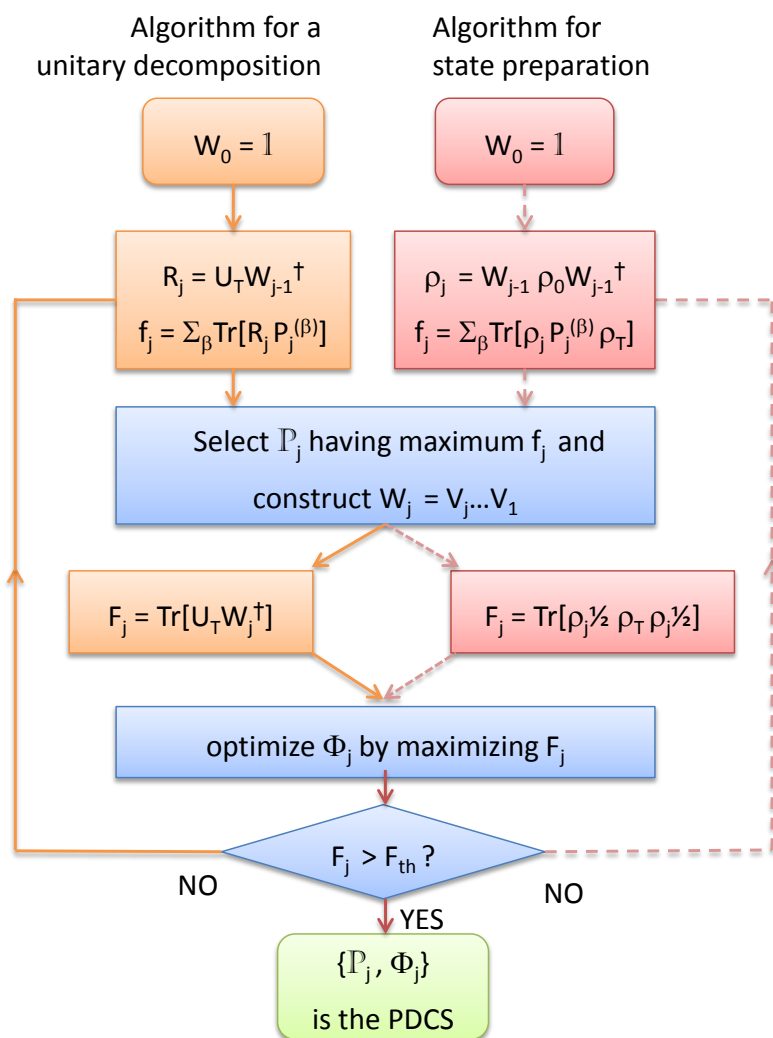 Algorithm for a
unitary decomposition
Algorithm for
state preparation
W₀ = 𝟙
W₀ = 𝟙
Rⱼ = U_T Wⱼ₋₁†
fⱼ = Σ_β Tr[Rⱼ Pⱼ^(β)]
ρⱼ = Wⱼ₋₁ ρ₀ Wⱼ₋₁†
fⱼ = Σ_β Tr[ρⱼ Pⱼ^(β) ρ_T]
Select ℙⱼ having maximum fⱼ and
construct Wⱼ = Vⱼ...V₁
Fⱼ = Tr[U_T Wⱼ†]
Fⱼ = Tr[ρⱼ½ ρ_T ρⱼ½]
optimize Φⱼ by maximizing Fⱼ
Fⱼ > F_th ?
NO
NO
YES
{ℙⱼ , Φⱼ}
is the PDCS